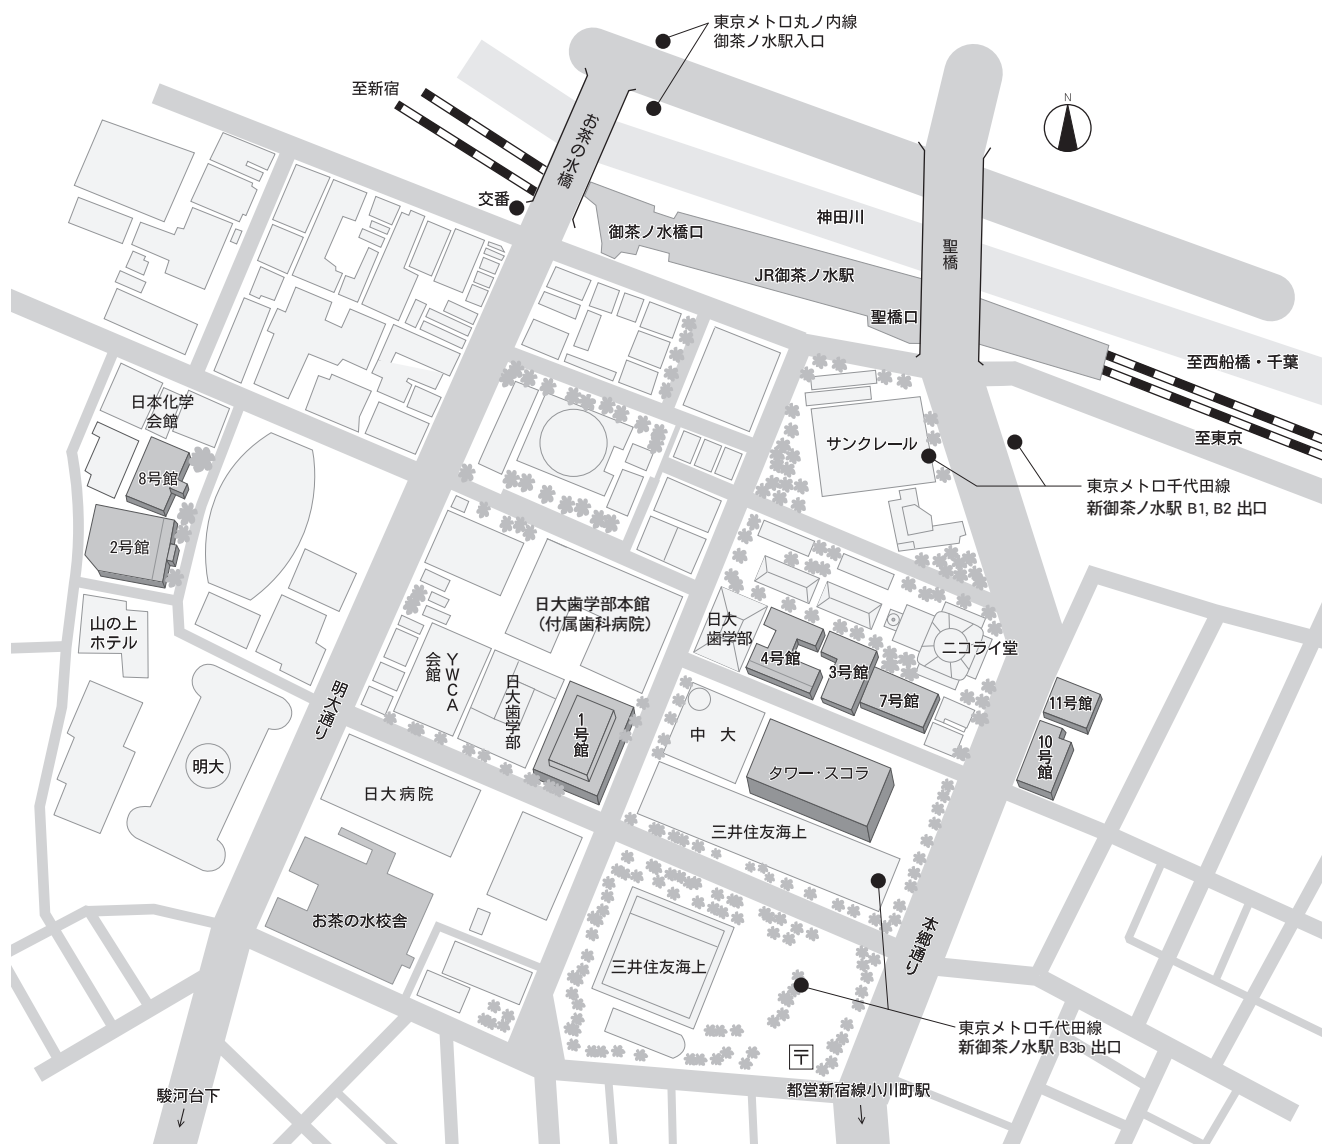 東京メトロ丸ノ内線
御茶ノ水駅入口
N
至新宿
お茶の水橋
交番
御茶ノ水橋口
神田川
聖橋
JR御茶ノ水駅
聖橋口
至西船橋・千葉
至東京
日本化学
会館
サンクレール
8号館
東京メトロ千代田線
新御茶ノ水駅 B1, B2 出口
2号館
山の上
ホテル
日大歯学部本館
（付属歯科病院）
日大
歯学部
4号館
3号館
7号館
ニコライ堂
YWCA
会館
日大歯学部
1号館
11号館
10号館
明大通り
中 大
タワー・スコラ
明大
日大病院
三井住友海上
お茶の水校舎
本郷通り
三井住友海上
東京メトロ千代田線
新御茶ノ水駅 B3b 出口
〒
駿河台下
↓
都営新宿線小川町駅
↓